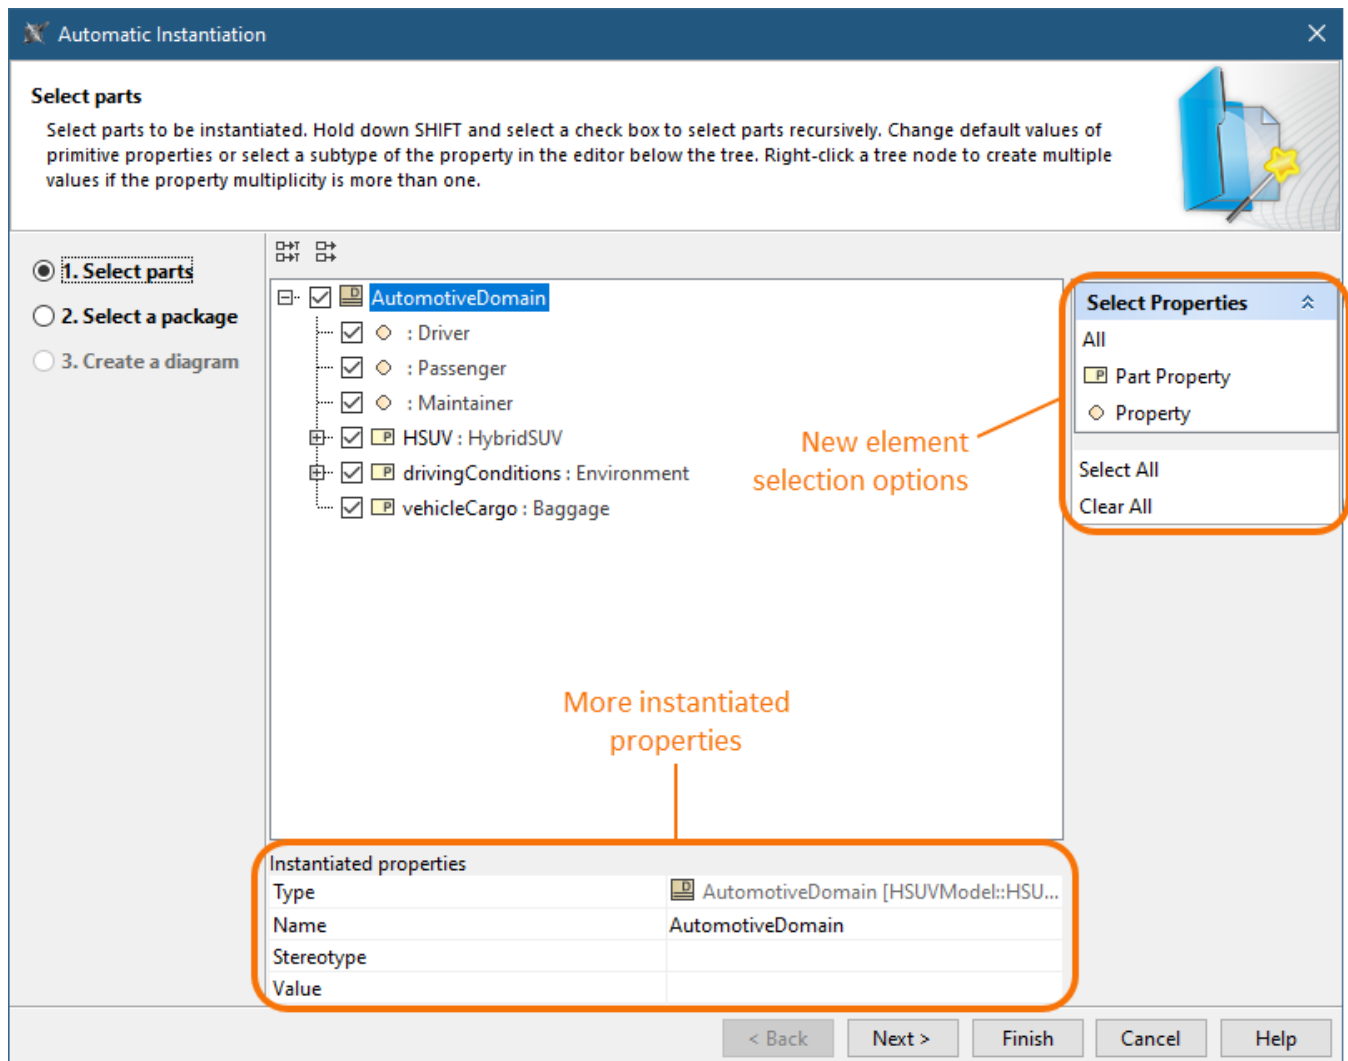 Automatic Instantiation
Select parts
Select parts to be instantiated. Hold down SHIFT and select a check box to select parts recursively. Change default values of
primitive properties or select a subtype of the property in the editor below the tree. Right-click a tree node to create multiple
values if the property multiplicity is more than one.
1. Select parts
2. Select a package
3. Create a diagram
D AutomotiveDomain
: Driver
: Passenger
: Maintainer
P HSUV : HybridSUV
P drivingConditions : Environment
P vehicleCargo : Baggage
Select Properties
All
P Part Property
Property
Select All
Clear All
New element
selection options
More instantiated
properties
Instantiated properties
Type D AutomotiveDomain [HSUVModel::HSU...
Name AutomotiveDomain
Stereotype
Value
< Back Next > Finish Cancel Help